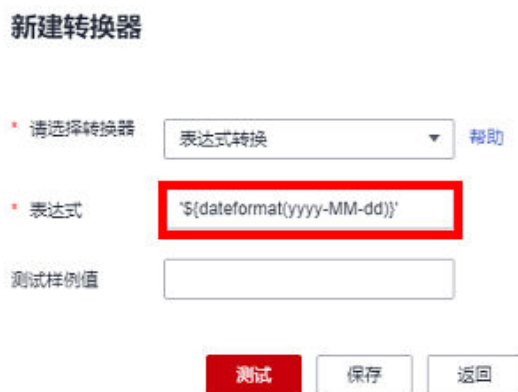 新建转换器
* 请选择转换器 表达式转换 帮助
* 表达式 '${dateformat(yyyy-MM-dd)}'
测试样例值
测试 保存 返回